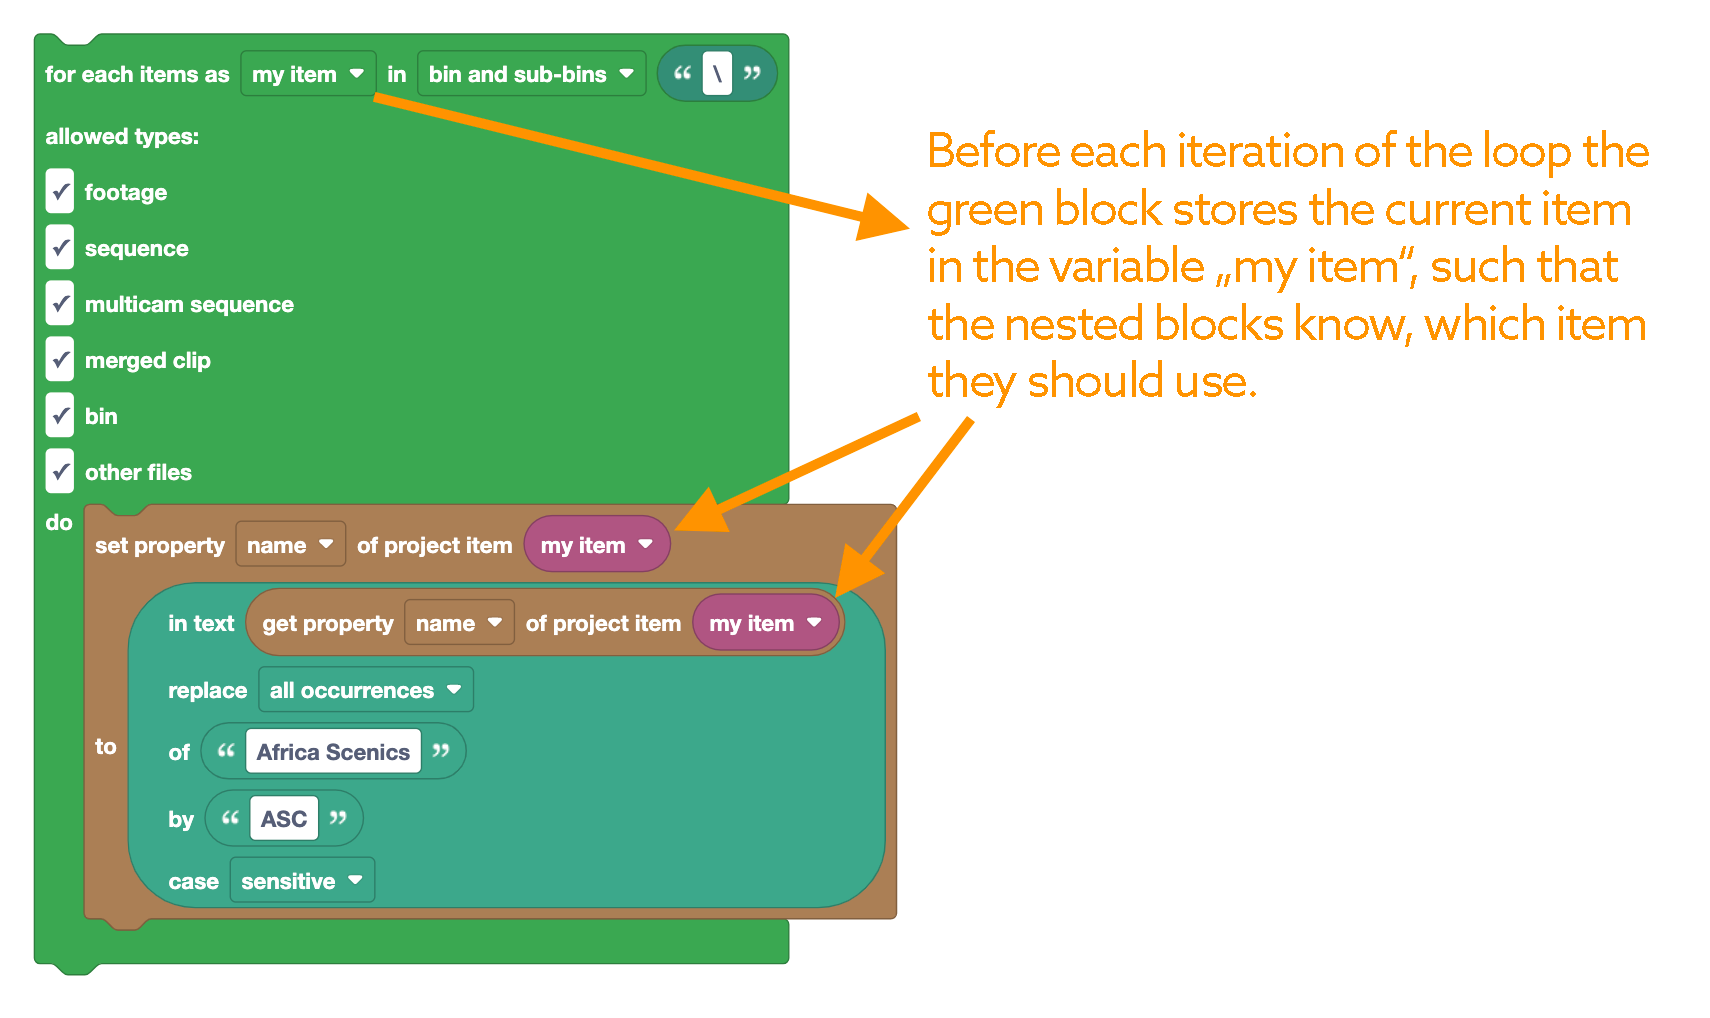 for each items as my item in bin and sub-bins “ \ ”
allowed types:
✓ footage
✓ sequence
✓ multicam sequence
✓ merged clip
✓ bin
✓ other files
do
set property name of project item my item
in text get property name of project item my item
replace all occurrences
to
of “ Africa Scenics ”
by “ ASC ”
case sensitive
Before each iteration of the loop the
green block stores the current item
in the variable „my item“, such that
the nested blocks know, which item
they should use.